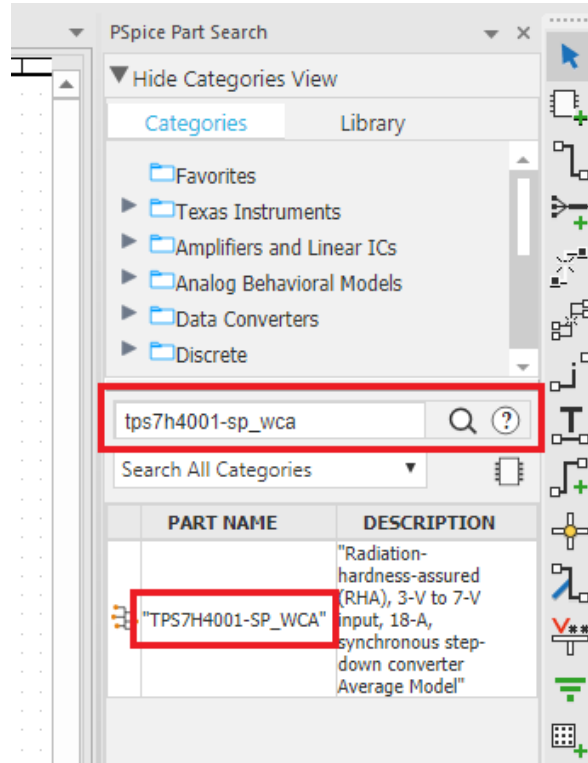 PSpice Part Search
Hide Categories View
Categories Library
Favorites
Texas Instruments
Amplifiers and Linear ICs
Analog Behavioral Models
Data Converters
Discrete
tps7h4001-sp_wca
?
Search All Categories
PART NAME DESCRIPTION
"TPS7H4001-SP_WCA"
"Radiation-
hardness-assured
(RHA), 3-V to 7-V
input, 18-A,
synchronous step-
down converter
Average Model"
T
V**